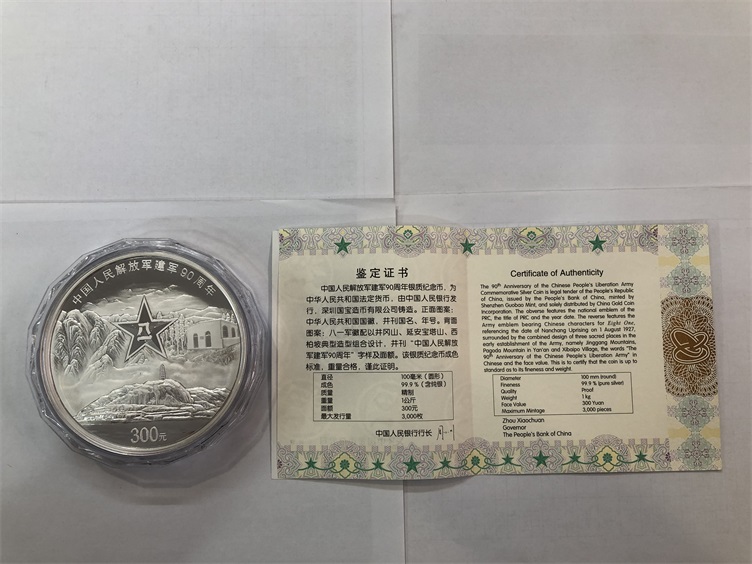 中国人民解放军建军90周年
八一
300元
鉴定证书
中国人民解放军建军90周年银质纪念币，为
中华人民共和国法定货币，由中国人民银行发
行，深圳国宝造币有限公司铸造。正面图案：
中华人民共和国国徽，并刊国名、年号。背面
图案：八一军徽配以井冈山、延安宝塔山、西
柏坡典型造型组合设计，并刊“中国人民解放军
建军90周年”字样及面额。该银质纪念币成色
标准，重量合格，谨此证明。
直径 100毫米（圆形）
成色 99.9%（含纯银）
质量 精制
重量 1公斤
面额 300元
最大发行量 3,000枚
中国人民银行行长
Certificate of Authenticity
The 90th Anniversary of the Chinese People's Liberation Army
Commemorative Silver Coin is legal tender of the People's Republic
of China, issued by the People's Bank of China, minted by
Shenzhen Guobao Mint, and solely distributed by China Gold Coin
Incorporation. The obverse features the national emblem of the
PRC, the title of PRC and the year date. The reverse features the
Army emblem bearing characters for Eight One,
referencing the date of Nanchang Uprising on 1 August 1927,
surrounded by the combined design of three sacred places in the
early establishment of the Army, namely Jinggang Mountains,
Pagoda Mountain in Yan'an and Xibaipo Village, the words "The
90th Anniversary of the Chinese People's Liberation Army" in
Chinese and the face value. This is to certify that the coin is up to
standard as to its fineness and weight.
Diameter 100 mm (round)
Fineness 99.9 % (pure silver)
Quality Proof
Weight 1 kg
Face Value 300 Yuan
Maximum Mintage 3,000 pieces
Zhou Xiaochuan
Governor
The People's Bank of China